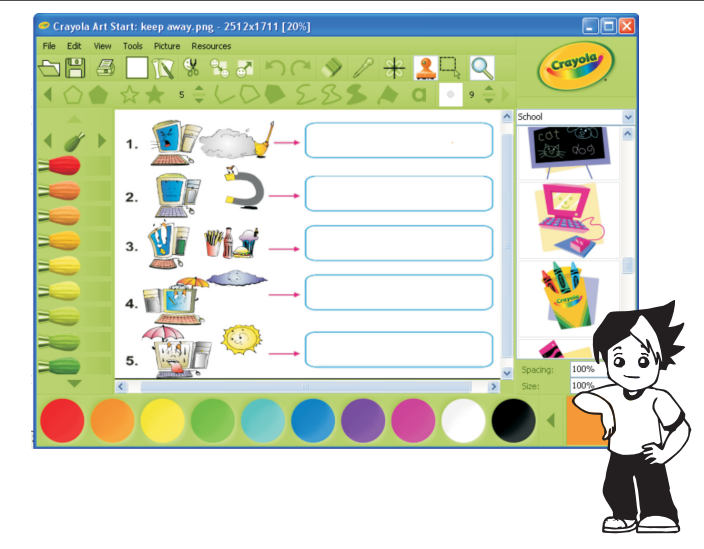 Crayola Art Start: keep away.png - 2512x1711 [20%]
File Edit View Tools Picture Resources
Crayola
5
a
9
School
1.
2.
3.
4.
5.
cat
dog
Crayola
Spacing: 100%
Size: 100%